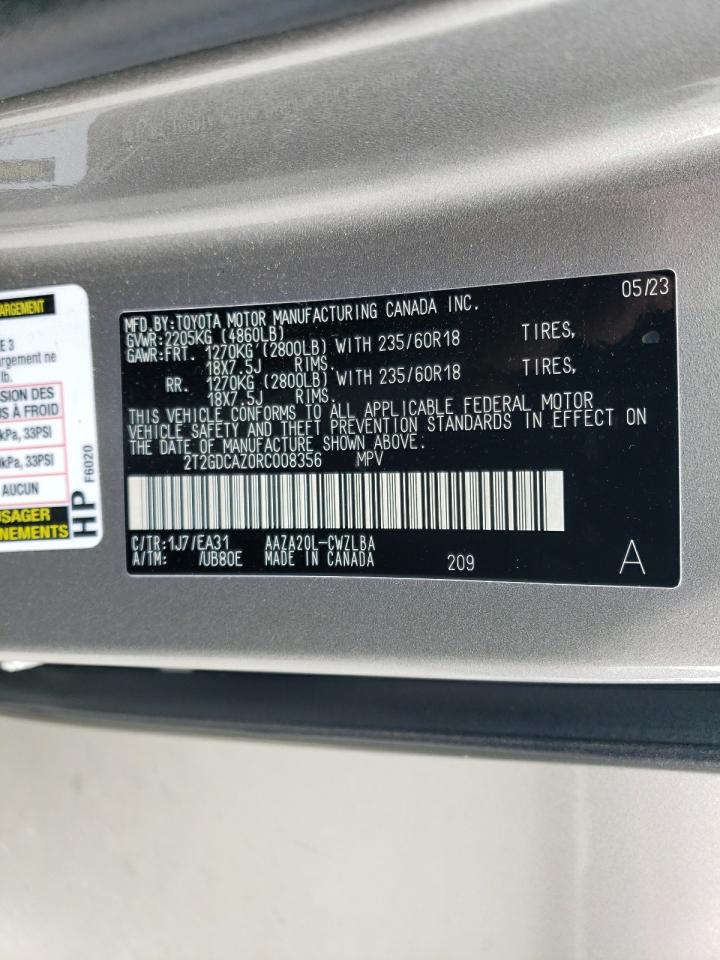 MFD.BY:TOYOTA MOTOR MANUFACTURING CANADA INC. 05/23
GVWR:2205KG (4860LB)
GAWR:FRT. 1270KG (2800LB) WITH 235/60R18 TIRES,
18X7.5J RIMS.
RR. 1270KG (2800LB) WITH 235/60R18 TIRES,
18X7.5J RIMS.
THIS VEHICLE CONFORMS TO ALL APPLICABLE FEDERAL MOTOR
VEHICLE SAFETY AND THEFT PREVENTION STANDARDS IN EFFECT ON
THE DATE OF MANUFACTURE SHOWN ABOVE.
2T2GDCAZ0RC008356 MPV
C/TR:1J7/EA31 AAZA20L-CWZLBA
A/TM: /UB80E MADE IN CANADA 209 A
ARGEMENT
E 3
argement ne
lb.
SION DES
S À FROID
kPa, 33PSI
kPa, 33PSI
AUCUN
USAGER
NEMENTS
HP
F6020